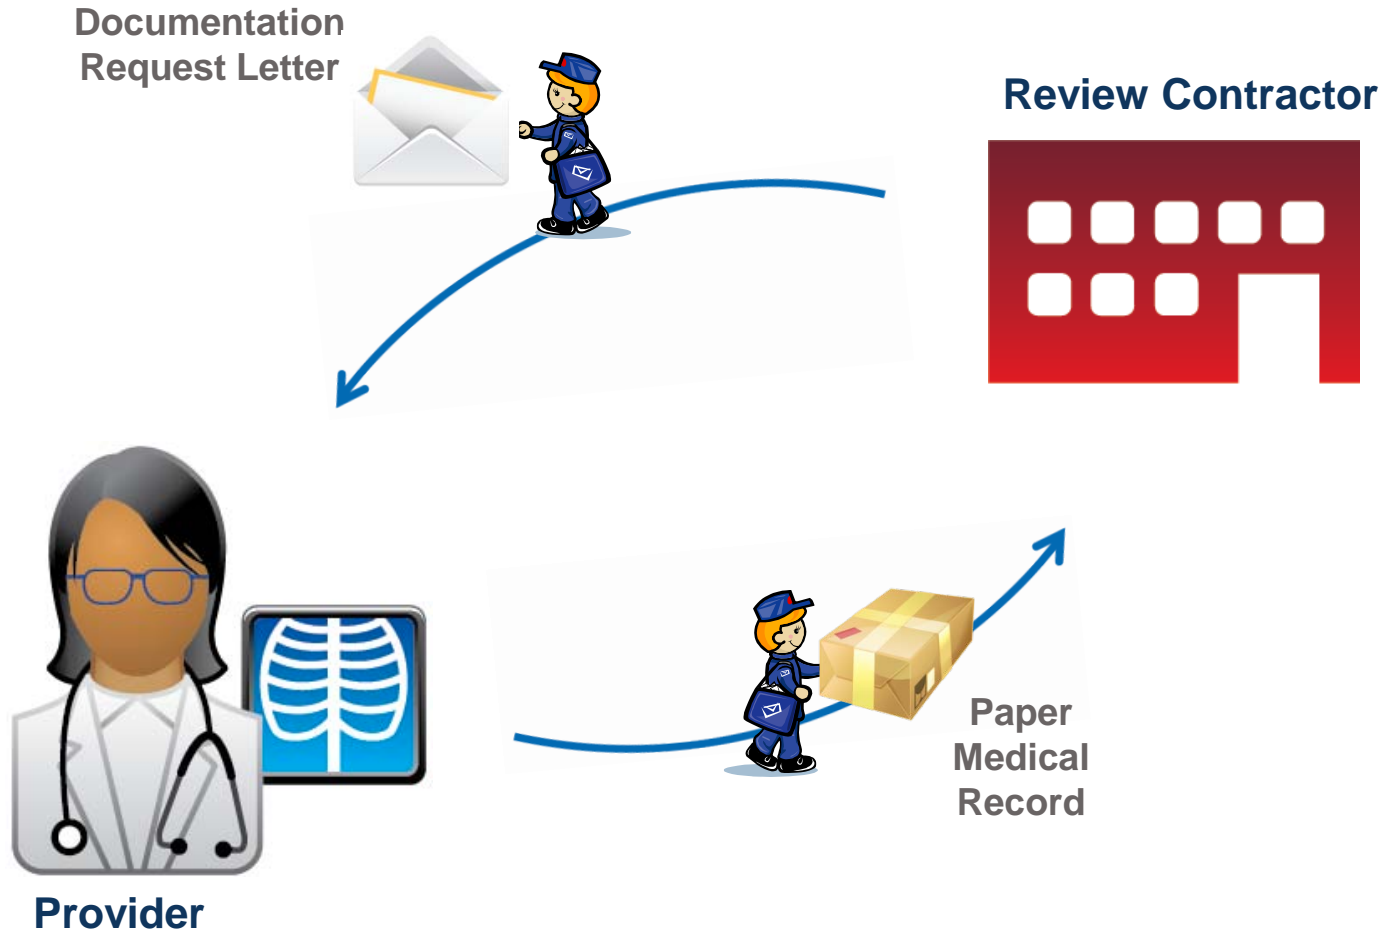 Documentation
Request Letter
Review Contractor
Paper
Medical
Record
Provider